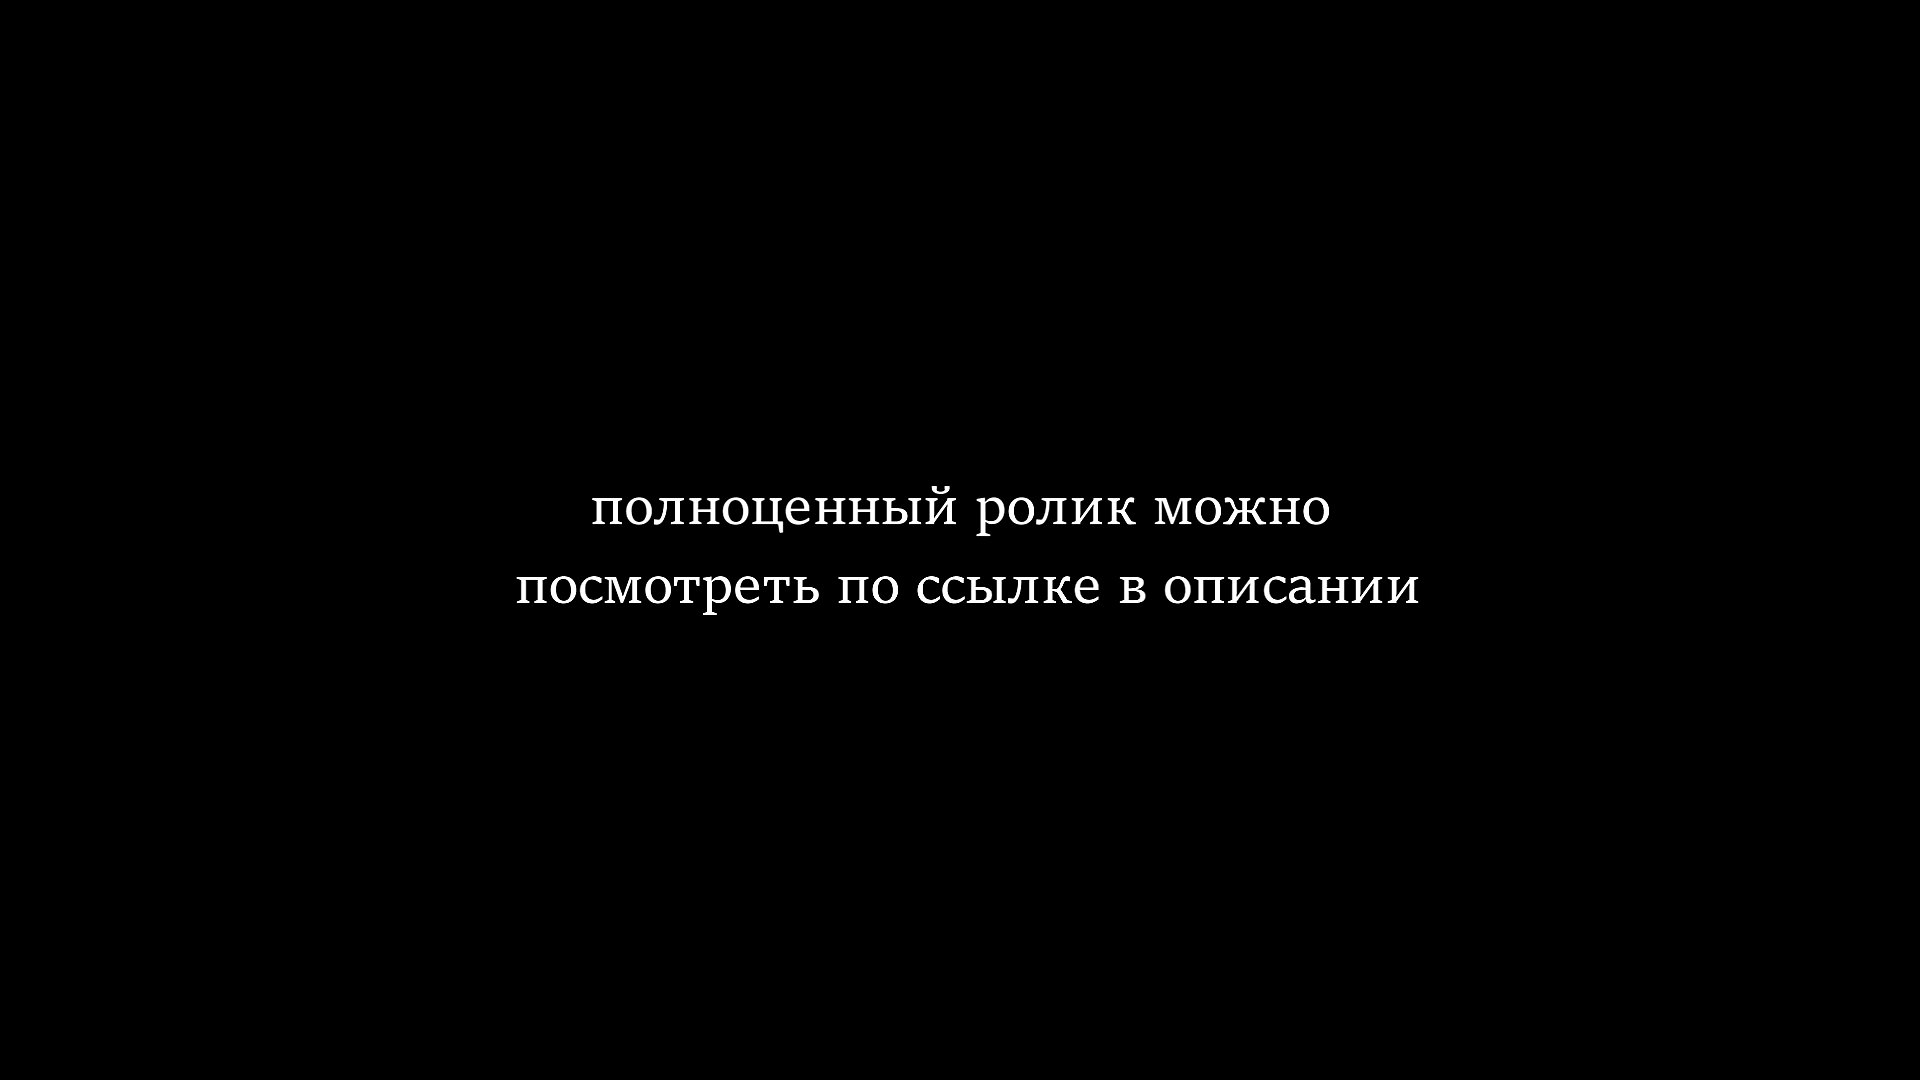 полноценный ролик можно
посмотреть по ссылке в описании